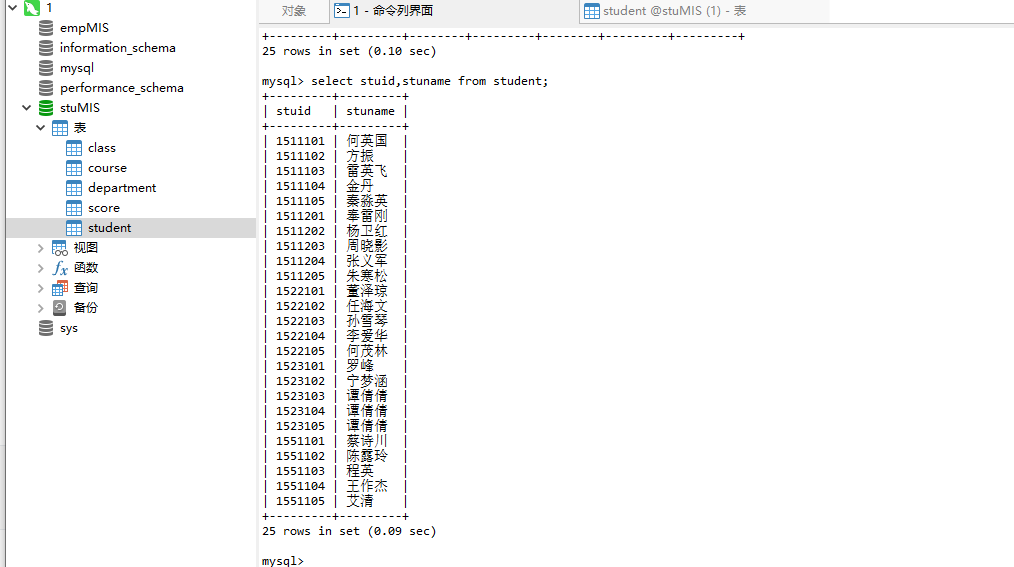 1
empMIS
information_schema
mysql
performance_schema
stuMIS
表
class
course
department
score
student
视图
函数
查询
备份
sys
对象
1 - 命令列界面
student @stuMIS (1) - 表
+---------+---------+--------+---------+--------+---------+---------+
25 rows in set (0.10 sec)
mysql> select stuid,stuname from student;
+---------+---------+
| stuid | stuname |
+---------+---------+
| 1511101 | 何英国 |
| 1511102 | 方振 |
| 1511103 | 雷英飞 |
| 1511104 | 金丹 |
| 1511105 | 秦淼英 |
| 1511201 | 奉雷刚 |
| 1511202 | 杨卫红 |
| 1511203 | 周晓影 |
| 1511204 | 张义军 |
| 1511205 | 朱寒松 |
| 1522101 | 董泽琼 |
| 1522102 | 任海文 |
| 1522103 | 孙雪琴 |
| 1522104 | 李爱华 |
| 1522105 | 何茂林 |
| 1523101 | 罗峰 |
| 1523102 | 宁梦涵 |
| 1523103 | 谭倩倩 |
| 1523104 | 谭倩倩 |
| 1523105 | 谭倩倩 |
| 1551101 | 蔡诗川 |
| 1551102 | 陈露玲 |
| 1551103 | 程英 |
| 1551104 | 王作杰 |
| 1551105 | 艾清 |
+---------+---------+
25 rows in set (0.09 sec)
mysql>